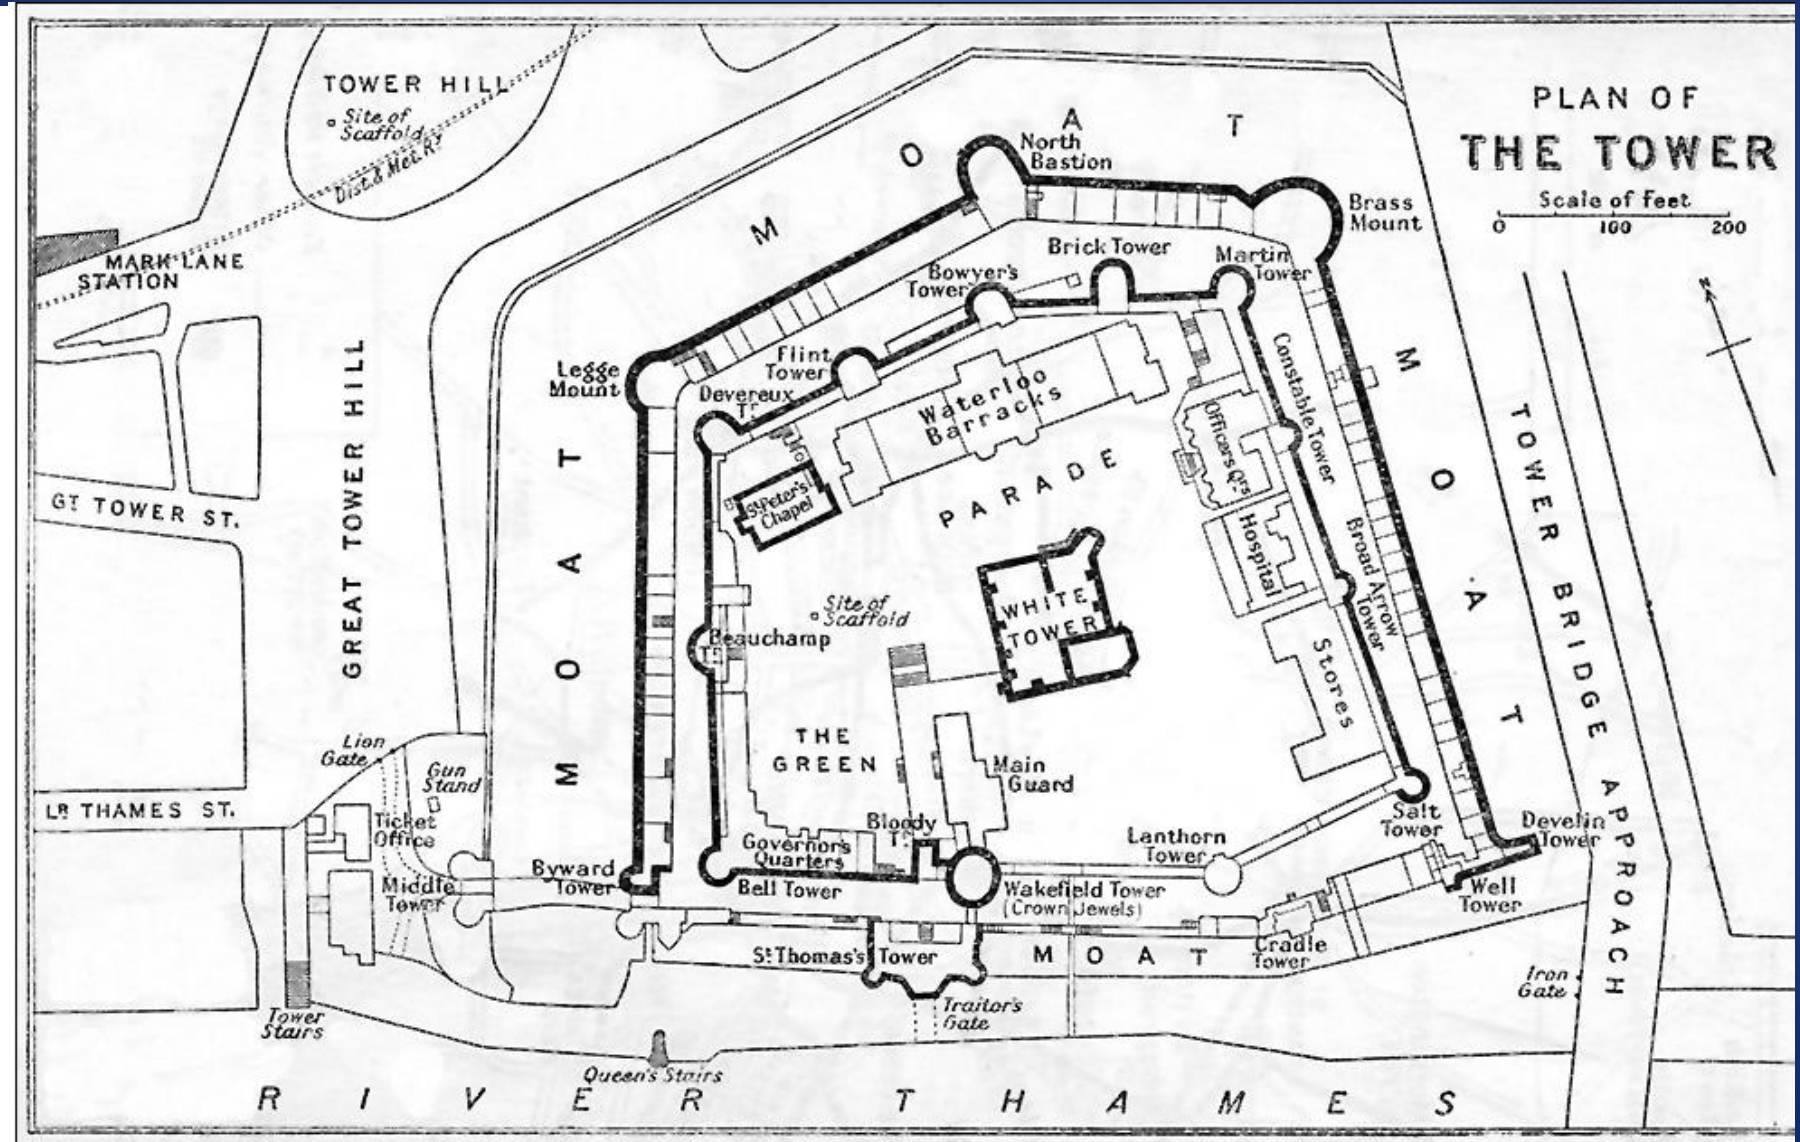 PLAN OF
THE TOWER
Scale of feet
0 100 200
TOWER HILL
Site of
Scaffold
Dist. & Met. Ry
MARK LANE
STATION
GREAT TOWER HILL
GT TOWER ST.
LR THAMES ST.
MOAT
MOAT
MOAT
MOAT
North
Bastion
Brass
Mount
Brick Tower
Martin
Tower
Bowyer's
Tower
Flint
Tower
Legge
Mount
Devereux
Tr
Waterloo
Barracks
St Peter's
Chapel
PARADE
Officers Qrs
Constable Tower
Hospital
Broad Arrow
Tower
Stores
WHITE
TOWER
Site of
Scaffold
Beauchamp
Tr
THE
GREEN
Main
Guard
Bloody
Tr
Governor's
Quarters
Bell Tower
Byward
Tower
Lion
Gate
Gun
Stand
Ticket
Office
Middle
Tower
Wakefield Tower
(Crown Jewels)
Lanthorn
Tower
Salt
Tower
Develin
Tower
Well
Tower
Cradle
Tower
St Thomas's Tower
Traitor's
Gate
Iron
Gate
TOWER BRIDGE APPROACH
Tower
Stairs
Queen's Stairs
RIVER THAMES
N